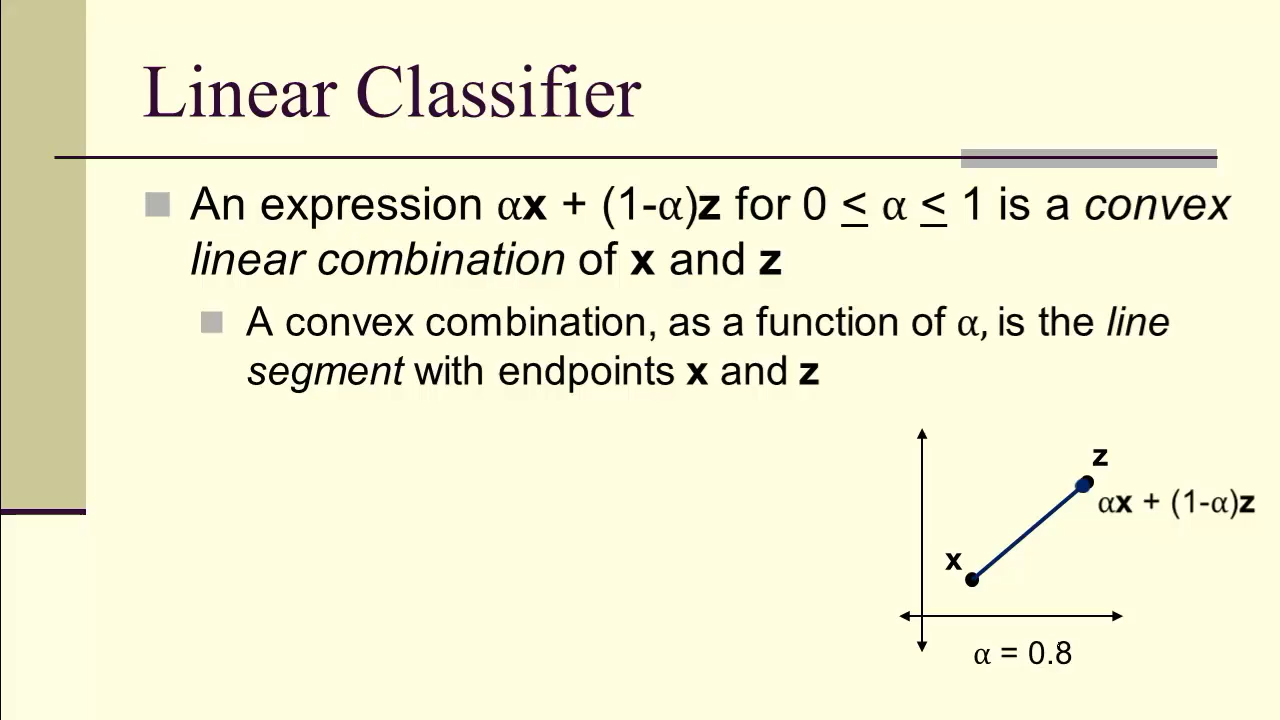 Linear Classifier
An expression αx + (1-α)z for 0 < α < 1 is a convex
linear combination of x and z
A convex combination, as a function of α, is the line
segment with endpoints x and z
z
αx + (1-α)z
x
α = 0.8